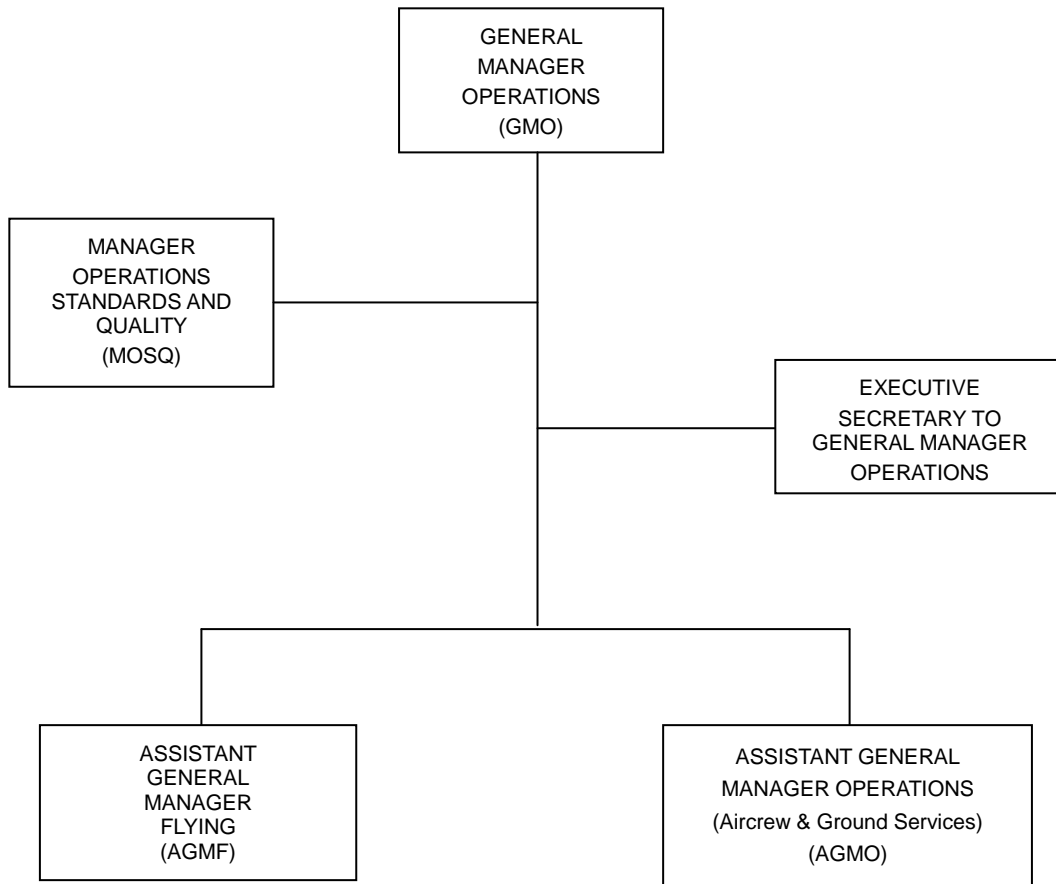 GENERAL
MANAGER
OPERATIONS
(GMO)
MANAGER
OPERATIONS
STANDARDS AND
QUALITY
(MOSQ)
EXECUTIVE
SECRETARY TO
GENERAL MANAGER
OPERATIONS
ASSISTANT
GENERAL
MANAGER
FLYING
(AGMF)
ASSISTANT GENERAL
MANAGER OPERATIONS
(Aircrew & Ground Services)
(AGMO)